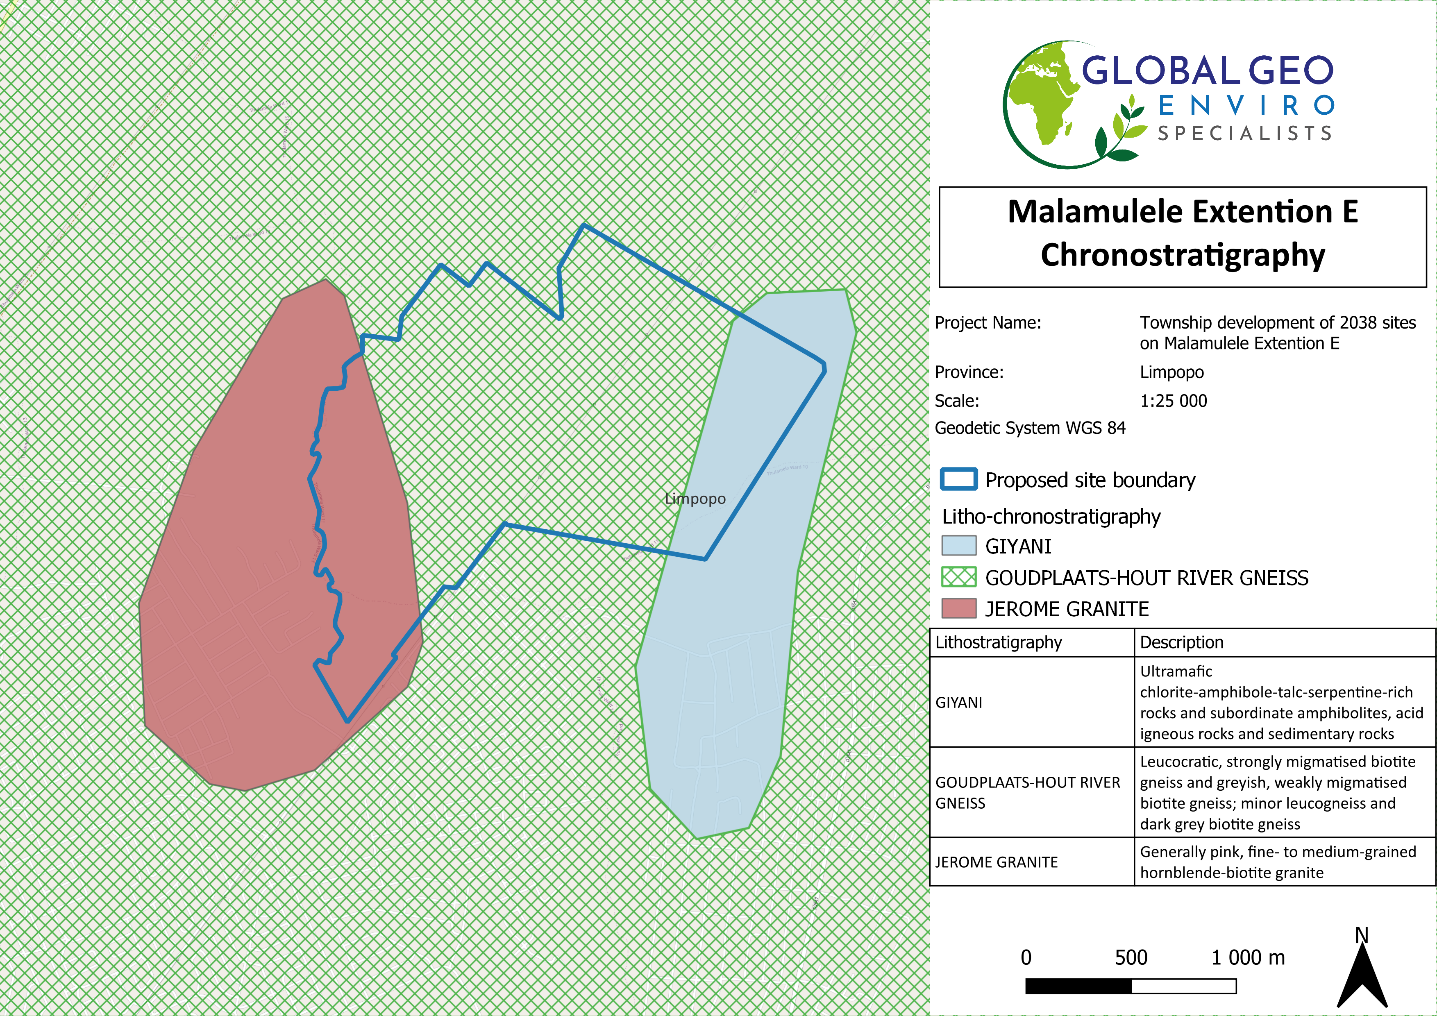 GLOBAL GEO
ENVIRO
SPECIALISTS
Malamulele Extention E
Chronostratigraphy
Project Name: Township development of 2038 sites
on Malamulele Extention E
Province: Limpopo
Scale: 1:25 000
Geodetic System WGS 84
Proposed site boundary
Litho-chronostratigraphy
GIYANI
GOUDPLAATS-HOUT RIVER GNEISS
JEROME GRANITE
Lithostratigraphy Description
GIYANI
Ultramafic
chlorite-amphibole-talc-serpentine-rich
rocks and subordinate amphibolites, acid
igneous rocks and sedimentary rocks
GOUDPLAATS-HOUT RIVER
GNEISS
Leucocratic, strongly migmatised biotite
gneiss and greyish, weakly migmatised
biotite gneiss; minor leucogneiss and
dark grey biotite gneiss
JEROME GRANITE
Generally pink, fine- to medium-grained
hornblende-biotite granite
0 500 1 000 m
N
Limpopo